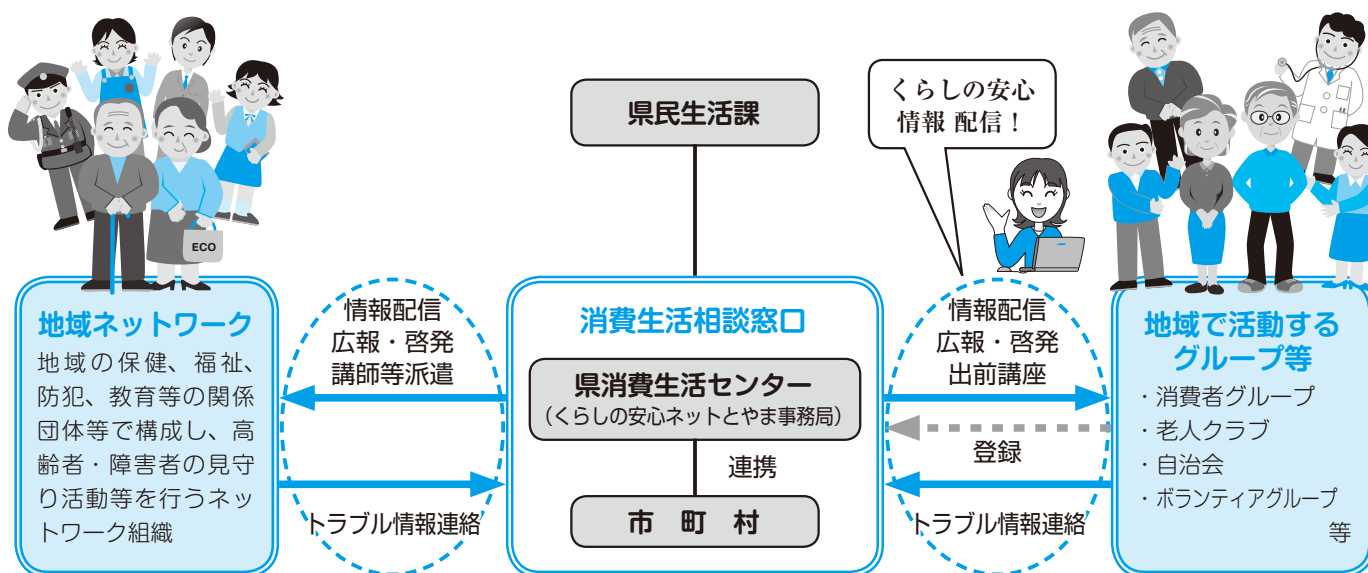 県民生活課
くらしの安心
情報 配信！
ECO
地域ネットワーク
地域の保健、福祉、
防犯、教育等の関係
団体等で構成し、高
齢者・障害者の見守
り活動等を行うネッ
トワーク組織
情報配信
広報・啓発
講師等派遣
トラブル情報連絡
消費生活相談窓口
県消費生活センター
（くらしの安心ネットとやま事務局）
連携
市 町 村
情報配信
広報・啓発
出前講座
登録
トラブル情報連絡
地域で活動する
グループ等
・消費者グループ
・老人クラブ
・自治会
・ボランティアグループ
等